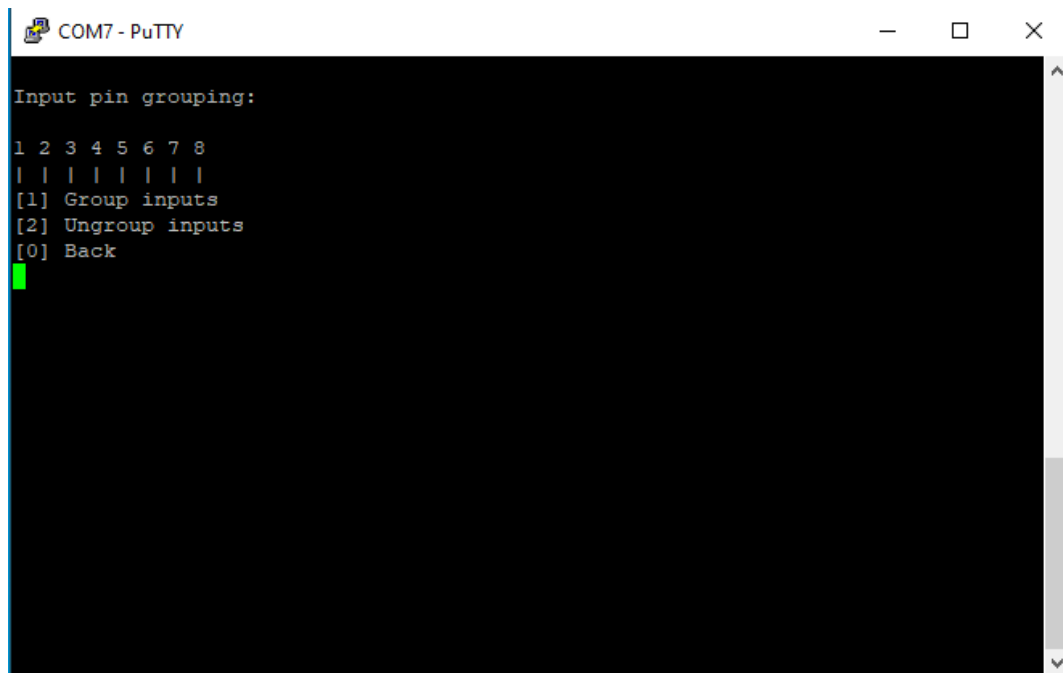 COM7 - PuTTY
Input pin grouping:
1 2 3 4 5 6 7 8
| | | | | | | |
[1] Group inputs
[2] Ungroup inputs
[0] Back